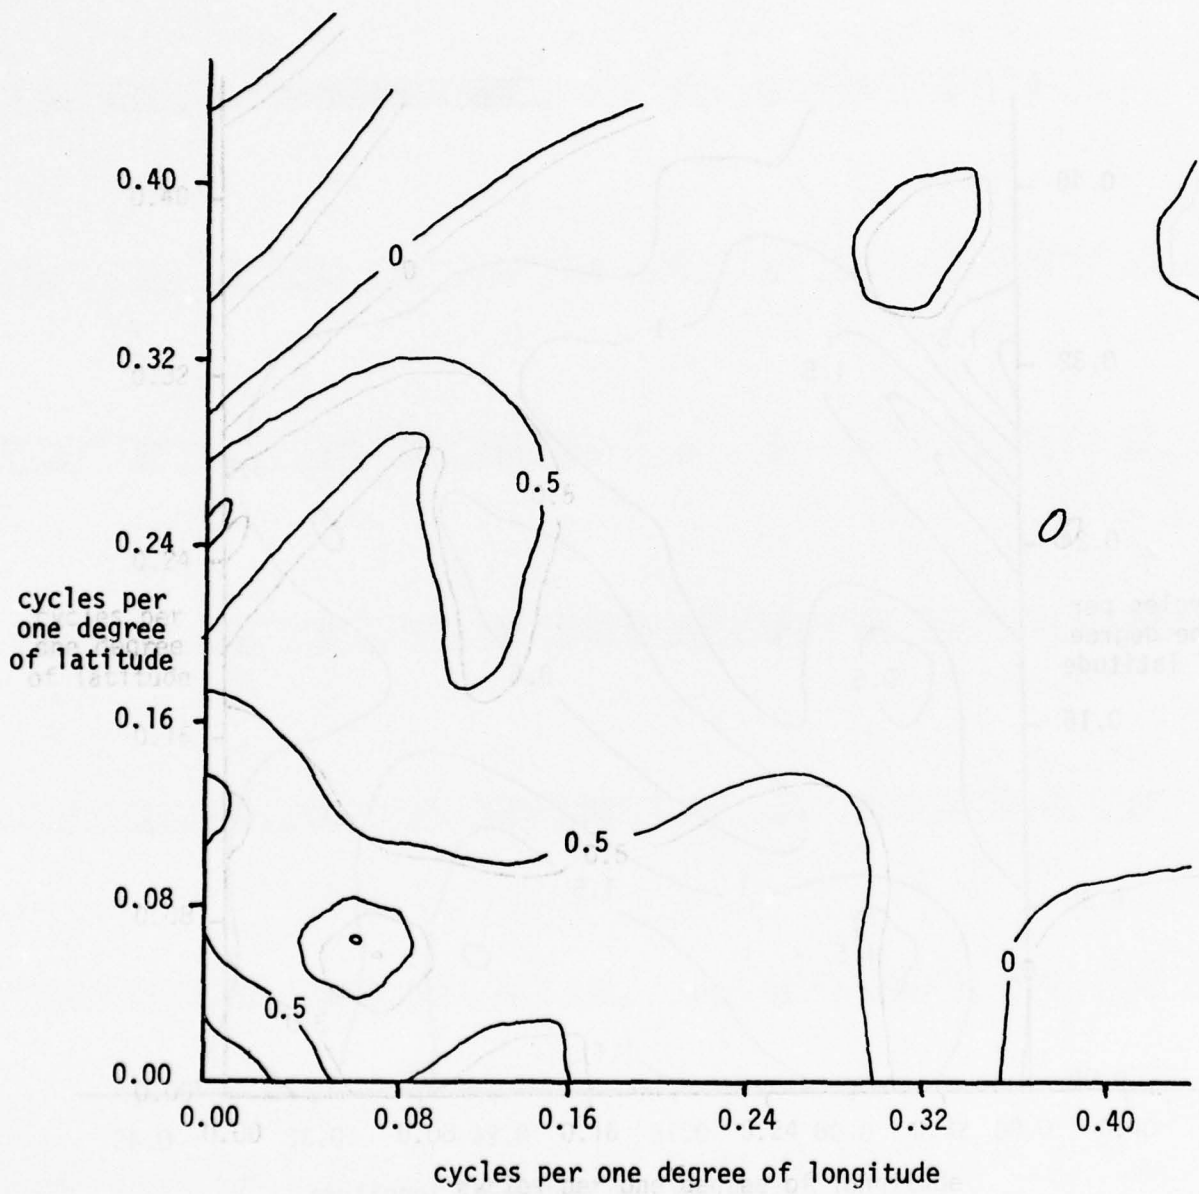 0.40
0
0.32
0.5
0.24
cycles per
one degree
of latitude
0.16
0.5
0.08
0
0.5
0.00
0.00 0.08 0.16 0.24 0.32 0.40
cycles per one degree of longitude